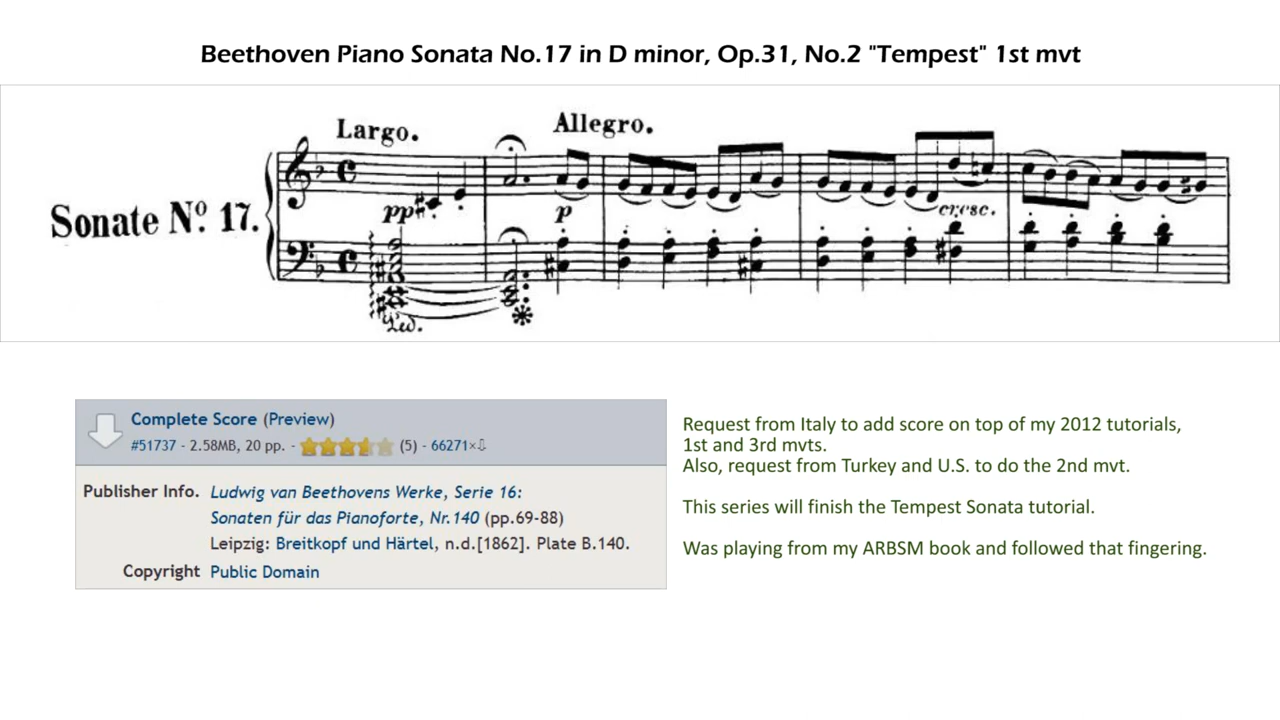 Beethoven Piano Sonata No.17 in D minor, Op.31, No.2 "Tempest" 1st mvt
Largo.
Allegro.
Sonate Nº 17.
pp
p
cresc.
Ped.
Complete Score (Preview)
#51737 - 2.58MB, 20 pp. - (5) - 66271×⇩
Publisher Info. Ludwig van Beethovens Werke, Serie 16:
Sonaten für das Pianoforte, Nr.140 (pp.69-88)
Leipzig: Breitkopf und Härtel, n.d.[1862]. Plate B.140.
Copyright Public Domain
Request from Italy to add score on top of my 2012 tutorials,
1st and 3rd mvts.
Also, request from Turkey and U.S. to do the 2nd mvt.
This series will finish the Tempest Sonata tutorial.
Was playing from my ARBSM book and followed that fingering.